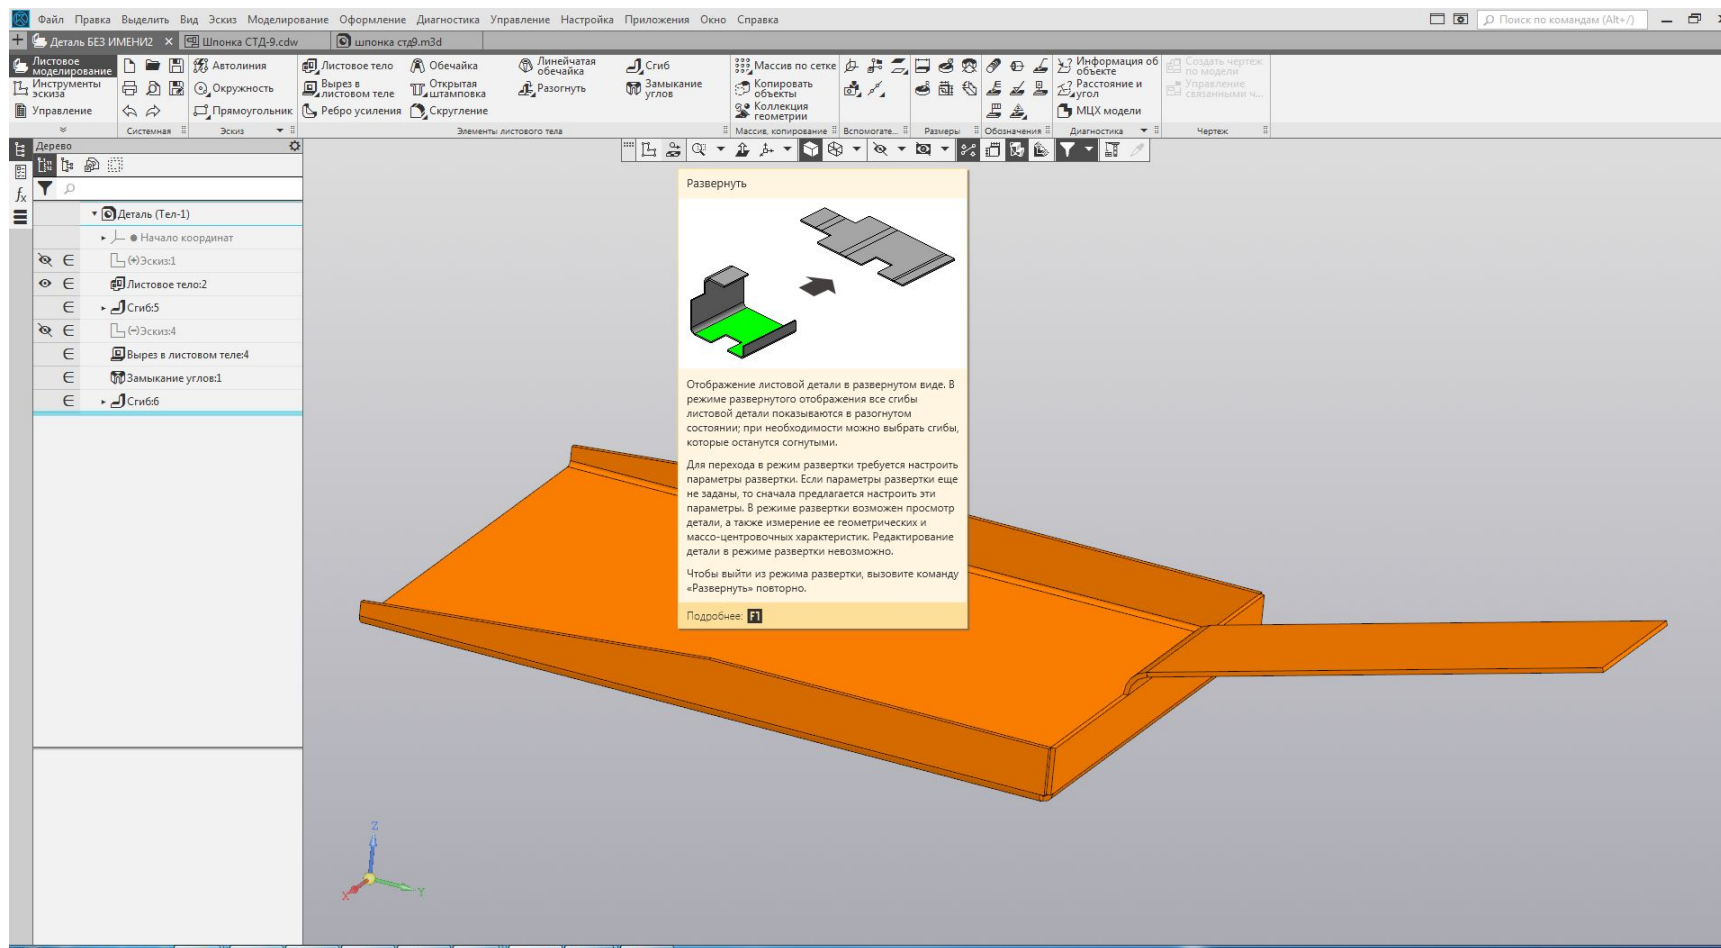 Файл Правка Выделить Вид Эскиз Моделирование Оформление Диагностика Управление Настройка Приложения Окно Справка
Поиск по командам (Alt+/)
Деталь БЕЗ ИМЕНИ2
Шпонка СТД-9.cdw
шпонка стд9.m3d
Листовое моделирование
Инструменты эскиза
Управление
Системная
Автолиния
Окружность
Прямоугольник
Эскиз
Листовое тело
Вырез в листовом теле
Ребро усиления
Обечайка
Открытая штамповка
Скругление
Линейчатая обечайка
Разогнуть
Сгиб
Замыкание углов
Элементы листового тела
Массив по сетке
Копировать объекты
Коллекция геометрии
Массив, копирование
Вспомогате...
Размеры
Обозначения
Информация об объекте
Расстояние и угол
МЦХ модели
Диагностика
Создать чертеж по модели
Управление связанными ч...
Чертеж
Дерево
Деталь (Тел-1)
Начало координат
(+)Эскиз:1
Листовое тело:2
Сгиб:5
(-)Эскиз:4
Вырез в листовом теле:4
Замыкание углов:1
Сгиб:6
Развернуть
Отображение листовой детали в развернутом виде. В
режиме развернутого отображения все сгибы
листовой детали показываются в разогнутом
состоянии; при необходимости можно выбрать сгибы,
которые останутся согнутыми.
Для перехода в режим развертки требуется настроить
параметры развертки. Если параметры развертки еще
не заданы, то сначала предлагается настроить эти
параметры. В режиме развертки возможен просмотр
детали, а также измерение ее геометрических и
массо-центровочных характеристик. Редактирование
детали в режиме развертки невозможно.
Чтобы выйти из режима развертки, вызовите команду
«Развернуть» повторно.
Подробнее: F1
Z
X
Y